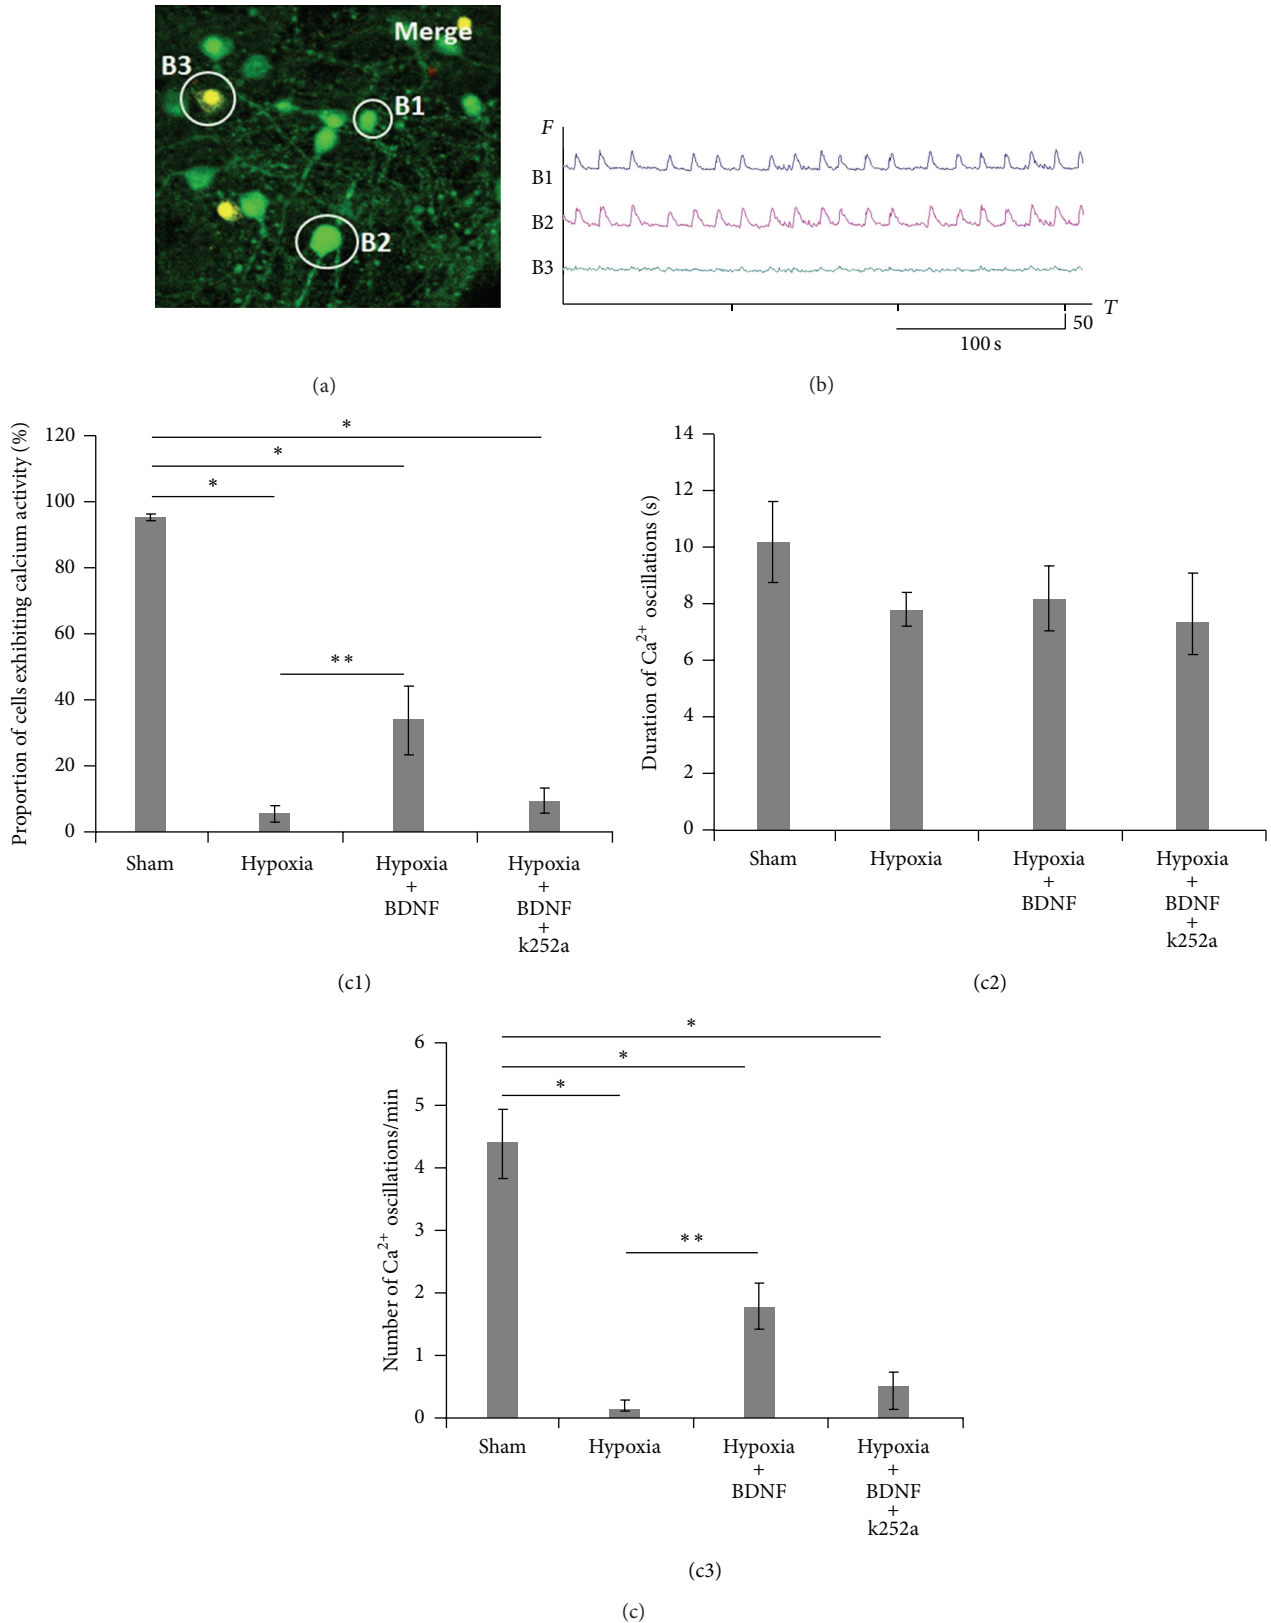 Merge
B3
B1
B2
(a)
F
B1
B2
B3
T
50
100 s
(b)
Proportion of cells exhibiting calcium activity (%)
120
100
80
60
40
20
0
*
*
*
**
Sham
Hypoxia
Hypoxia
+
BDNF
Hypoxia
+
BDNF
+
k252a
(c1)
Duration of Ca²⁺ oscillations (s)
14
12
10
8
6
4
2
0
Sham
Hypoxia
Hypoxia
+
BDNF
Hypoxia
+
BDNF
+
k252a
(c2)
Number of Ca²⁺ oscillations/min
6
5
4
3
2
1
0
*
*
*
**
Sham
Hypoxia
Hypoxia
+
BDNF
Hypoxia
+
BDNF
+
k252a
(c3)
(c)